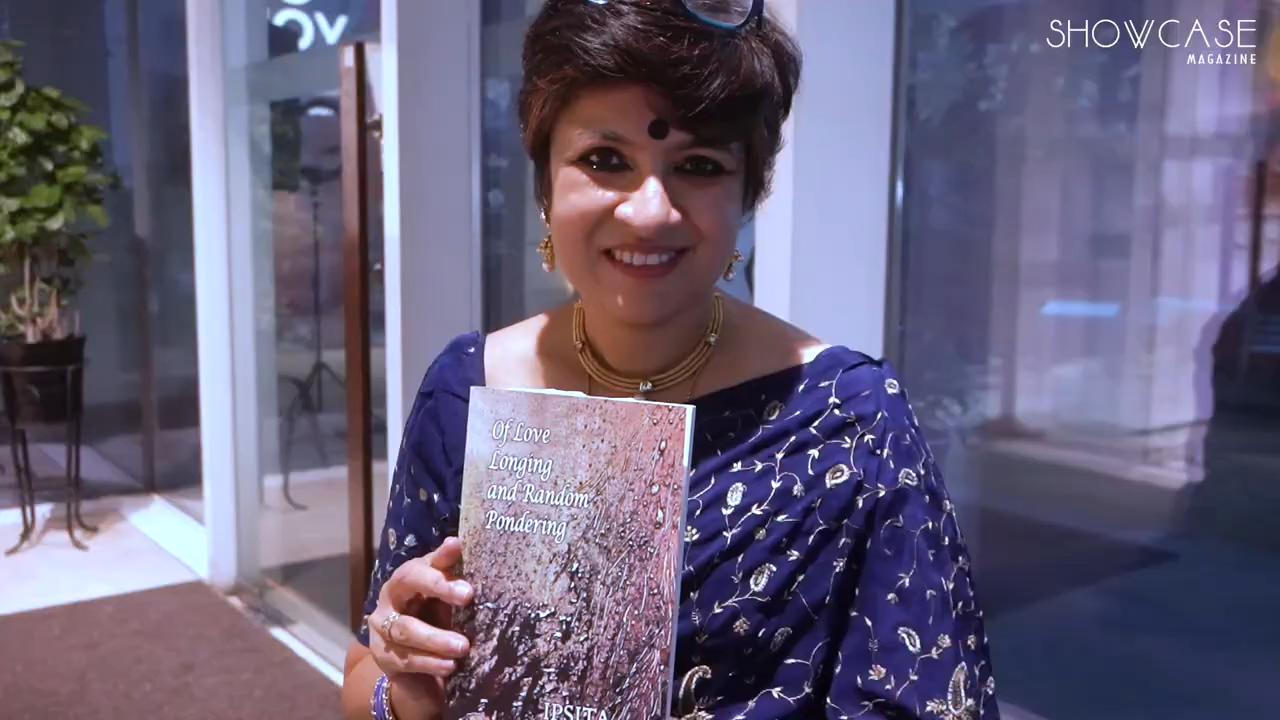 SHOWCASE
MAGAZINE
Of Love
Longing
and Random
Pondering
IPSITA